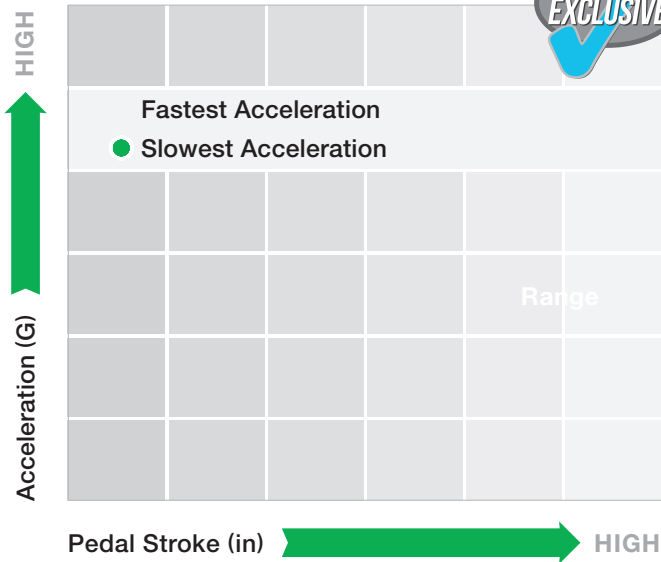 EXCLUSIVE
HIGH
Fastest Acceleration
Slowest Acceleration
Range
Acceleration (G)
Pedal Stroke (in)
HIGH